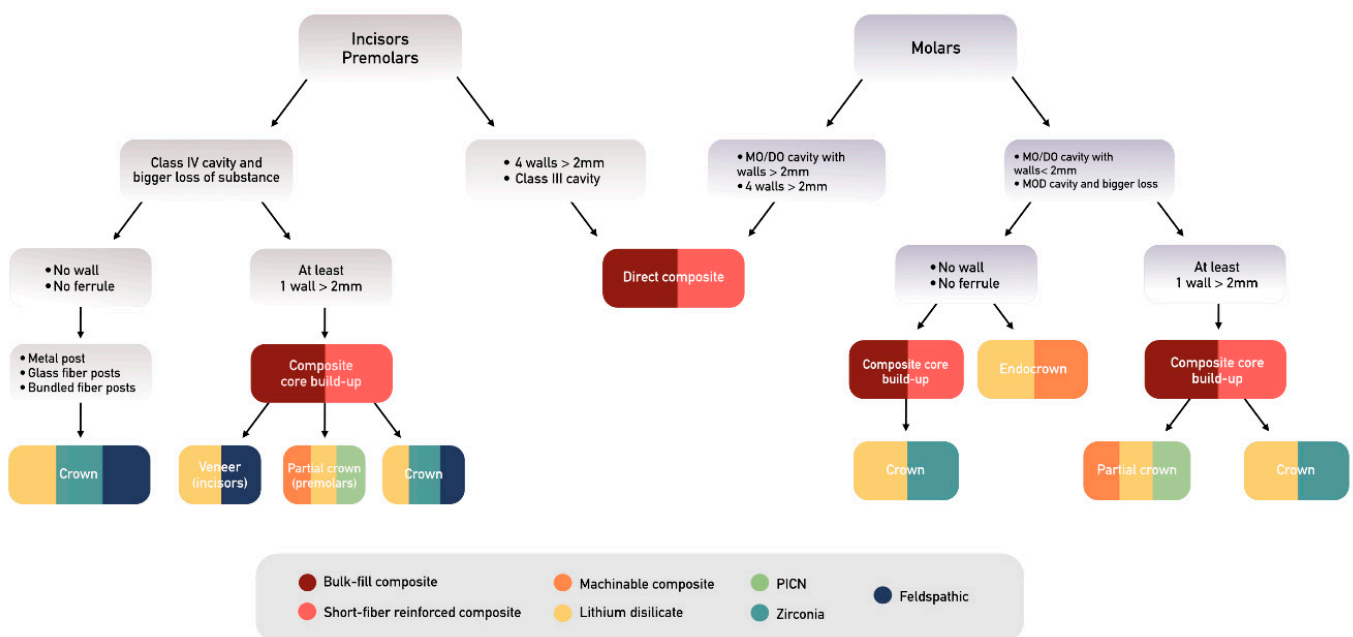 Incisors
Premolars
Molars
Class IV cavity and
bigger loss of substance
• 4 walls > 2mm
• Class III cavity
• MO/DO cavity with
walls > 2mm
• 4 walls > 2mm
• MO/DO cavity with
walls< 2mm
• MOD cavity and bigger loss
• No wall
• No ferrule
At least
1 wall > 2mm
Direct composite
• No wall
• No ferrule
At least
1 wall > 2mm
• Metal post
• Glass fiber posts
• Bundled fiber posts
Composite
core build-up
Composite core
build-up
Endocrown
Composite core
build-up
Crown
Veneer
(incisors)
Partial crown
(premolars)
Crown
Crown
Partial crown
Crown
Bulk-fill composite
Machinable composite
PICN
Feldspathic
Short-fiber reinforced composite
Lithium disilicate
Zirconia